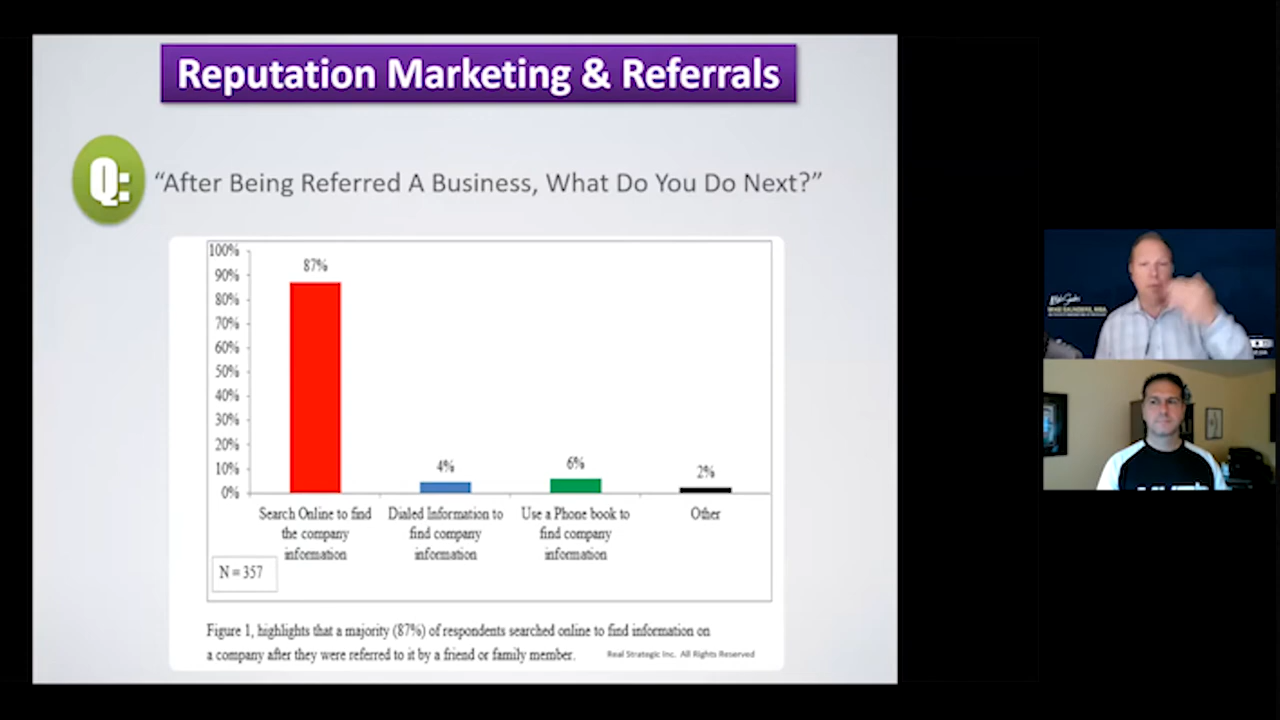 Reputation Marketing & Referrals
Q:
“After Being Referred A Business, What Do You Do Next?”
100%
90%
80%
70%
60%
50%
40%
30%
20%
10%
0%
87%
4%
6%
2%
Search Online to find
the company
information
Dialed Information to
find company
information
Use a Phone book to
find company
information
Other
N = 357
Figure 1, highlights that a majority (87%) of respondents searched online to find information on
a company after they were referred to it by a friend or family member.
Real Strategic Inc. All Rights Reserved
MIKE SAUNDERS, MBA